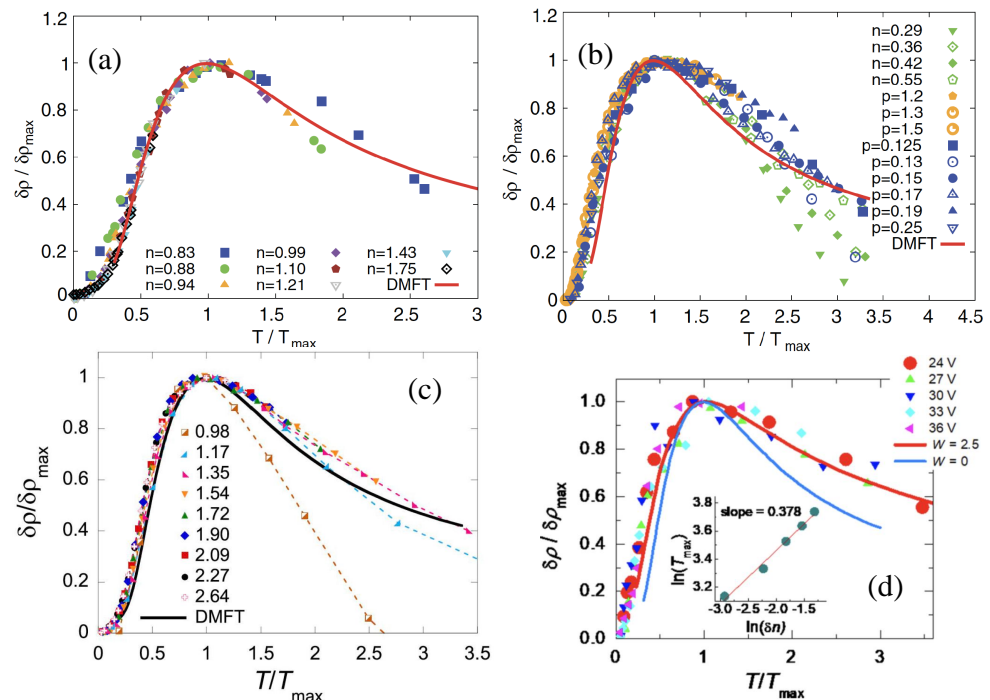 (a)
δρ / δρmax
1.2
1
0.8
0.6
0.4
0.2
0
n=0.83 n=0.99 n=1.43
n=0.88 n=1.10 n=1.75
n=0.94 n=1.21 DMFT
0 0.5 1 1.5 2 2.5 3
T / Tmax
(b)
δρ / δρmax
1.2
1
0.8
0.6
0.4
0.2
0
n=0.29
n=0.36
n=0.42
n=0.55
p=1.2
p=1.3
p=1.5
p=0.125
p=0.13
p=0.15
p=0.17
p=0.19
p=0.25
DMFT
0 0.5 1 1.5 2 2.5 3 3.5 4 4.5
T / Tmax
(c)
δρ/δρmax
1
0.8
0.6
0.4
0.2
0
0.98
1.17
1.35
1.54
1.72
1.90
2.09
2.27
2.64
DMFT
0 0.5 1 1.5 2 2.5 3 3.5
T/Tmax
(d)
δρ / δρmax
1.0
0.8
0.6
0.4
0.2
0.0
24 V
27 V
30 V
33 V
36 V
W = 2.5
W = 0
slope = 0.378
ln(Tmax)
3.8
3.6
3.4
3.2
-3.0 -2.5 -2.0 -1.5
ln(δn)
0 1 2 3
T/Tmax